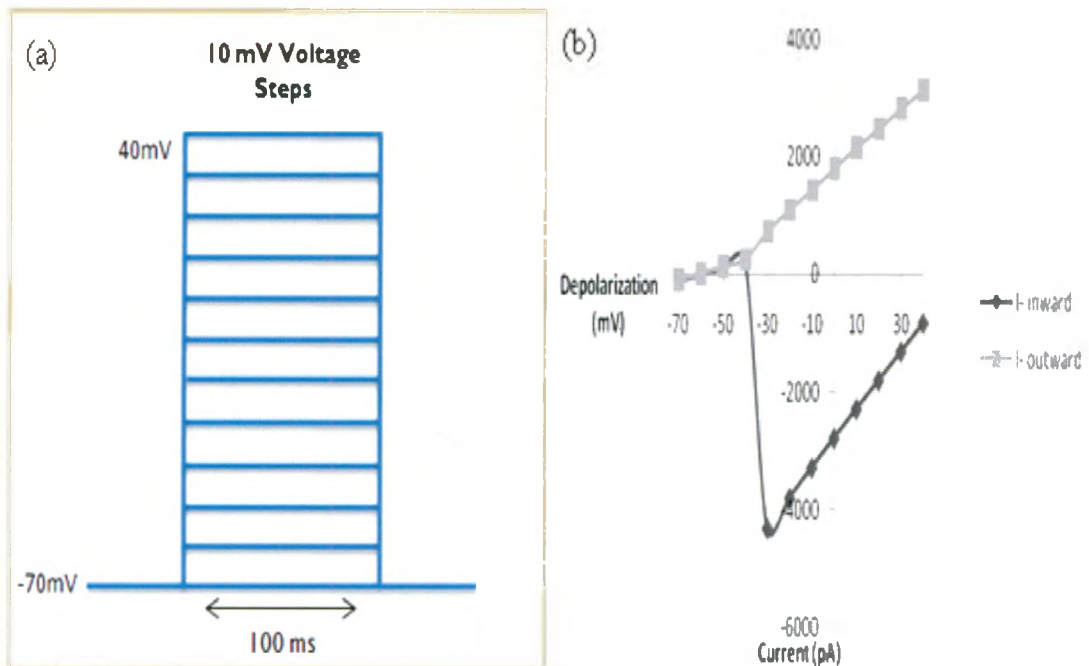 (a)
10 mV Voltage
Steps
40mV
-70mV
100 ms
(b)
4000
2000
0
Depolarization
(mV)
-70 -50 -30 -10 10 30
-2000
-4000
-6000
Current (pA)
I-inward
I-outward